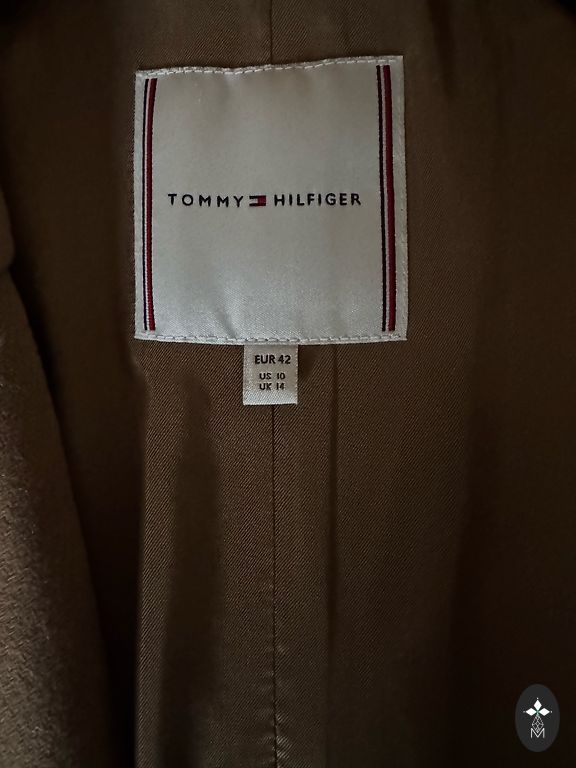 TOMMY HILFIGER
EUR 42
US 10
UK 14
M